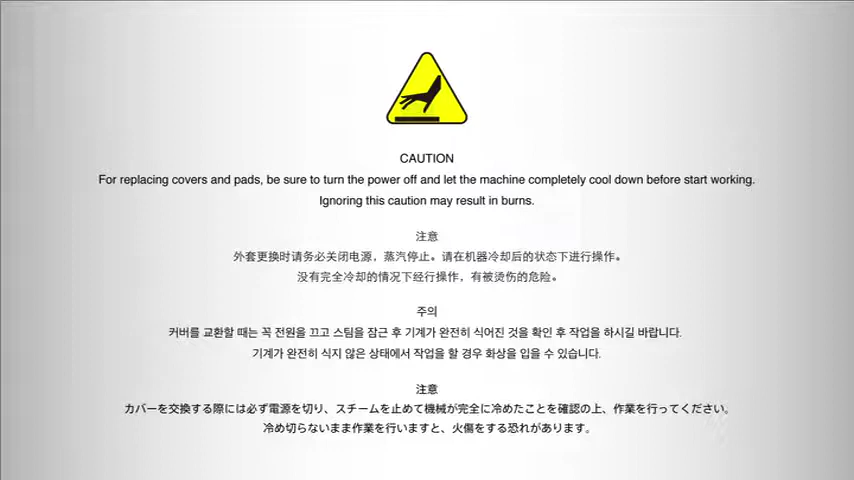 CAUTION
For replacing covers and pads, be sure to turn the power off and let the machine completely cool down before start working.
Ignoring this caution may result in burns.
注意
外套更换时请务必关闭电源，蒸汽停止。请在机器冷却后的状态下进行操作。
没有完全冷却的情况下经行操作，有被烫伤的危险。
주의
커버를 교환할 때는 꼭 전원을 끄고 스팀을 잠근 후 기계가 완전히 식어진 것을 확인 후 작업을 하시길 바랍니다.
기계가 완전히 식지 않은 상태에서 작업을 할 경우 화상을 입을 수 있습니다.
注意
カバーを交換する際には必ず電源を切り、スチームを止めて機械が完全に冷めたことを確認の上、作業を行ってください。
冷め切らないまま作業を行いますと、火傷をする恐れがあります。